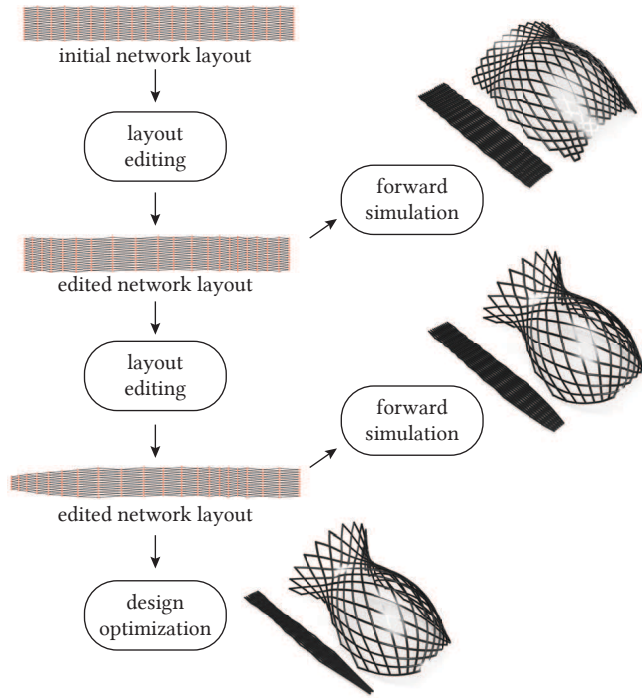 initial network layout
layout
editing
forward
simulation
edited network layout
layout
editing
forward
simulation
edited network layout
design
optimization